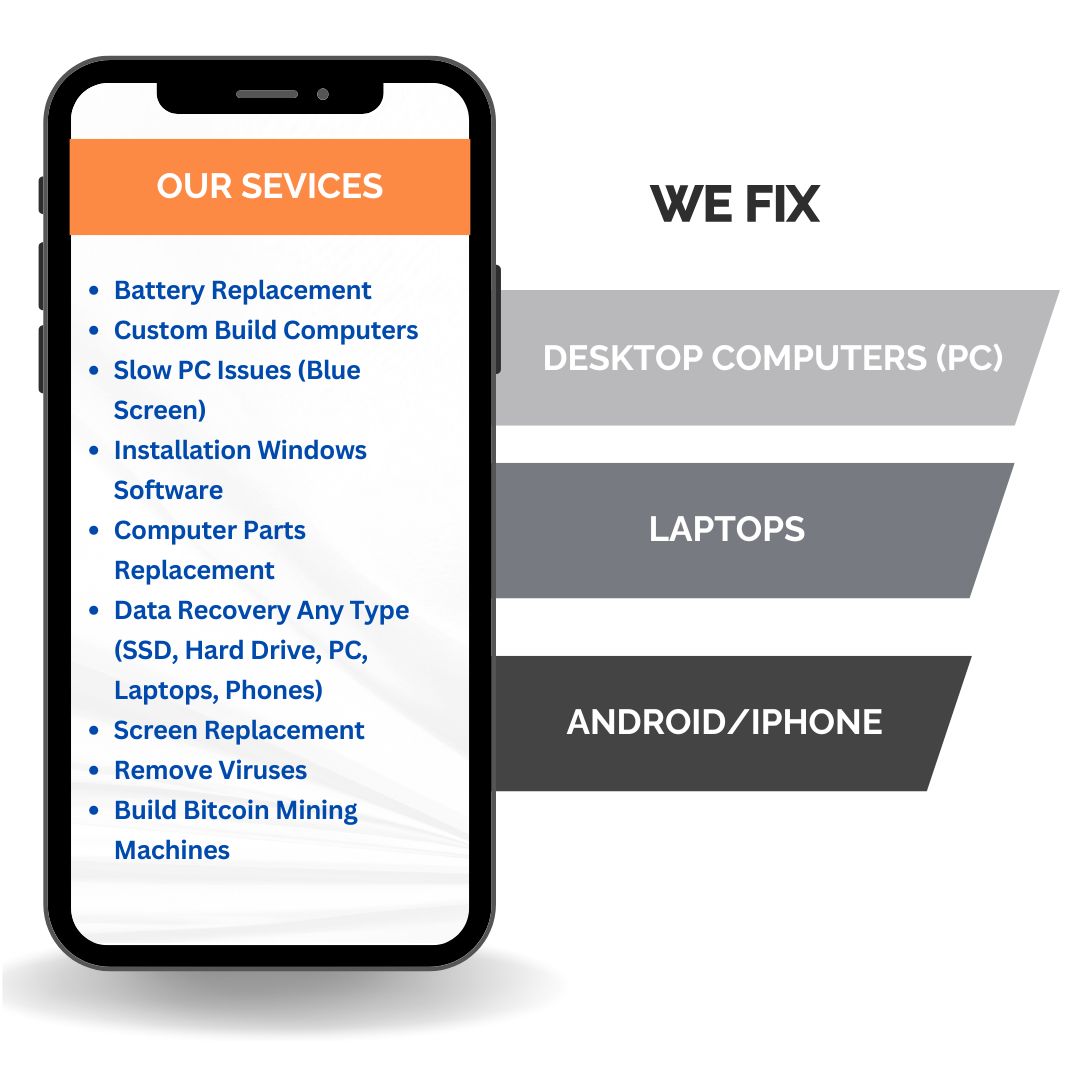 OUR SEVICES
Battery Replacement
Custom Build Computers
Slow PC Issues (Blue
Screen)
Installation Windows
Software
Computer Parts
Replacement
Data Recovery Any Type
(SSD, Hard Drive, PC,
Laptops, Phones)
Screen Replacement
Remove Viruses
Build Bitcoin Mining
Machines
WE FIX
DESKTOP COMPUTERS (PC)
LAPTOPS
ANDROID/IPHONE